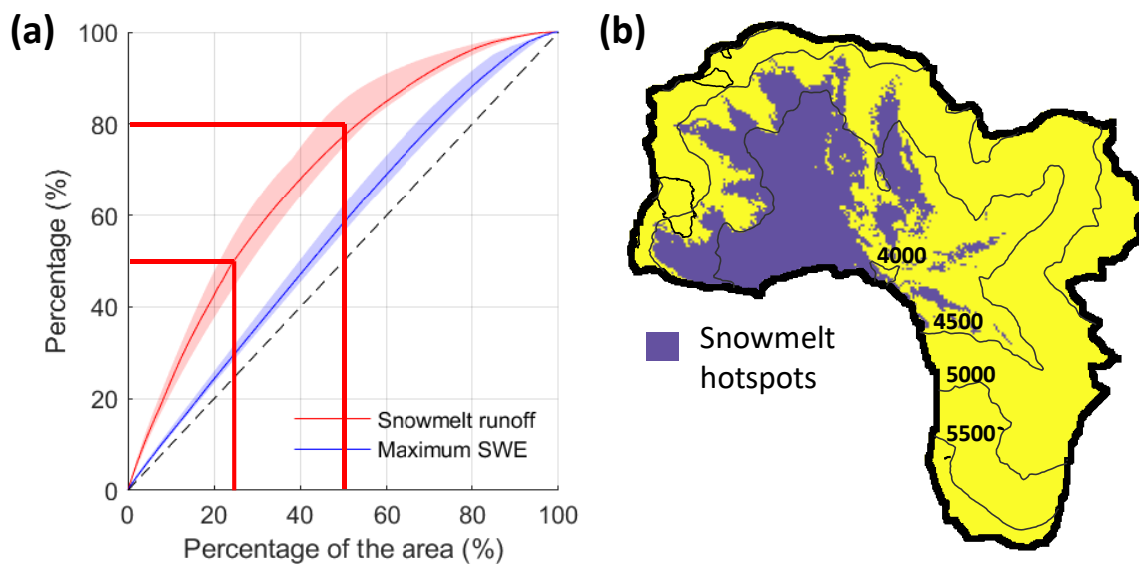 (a)
100
80
60
40
20
0
Percentage (%)
0 20 40 60 80 100
Percentage of the area (%)
Snowmelt runoff
Maximum SWE
(b)
4000
4500
5000
5500
Snowmelt
hotspots